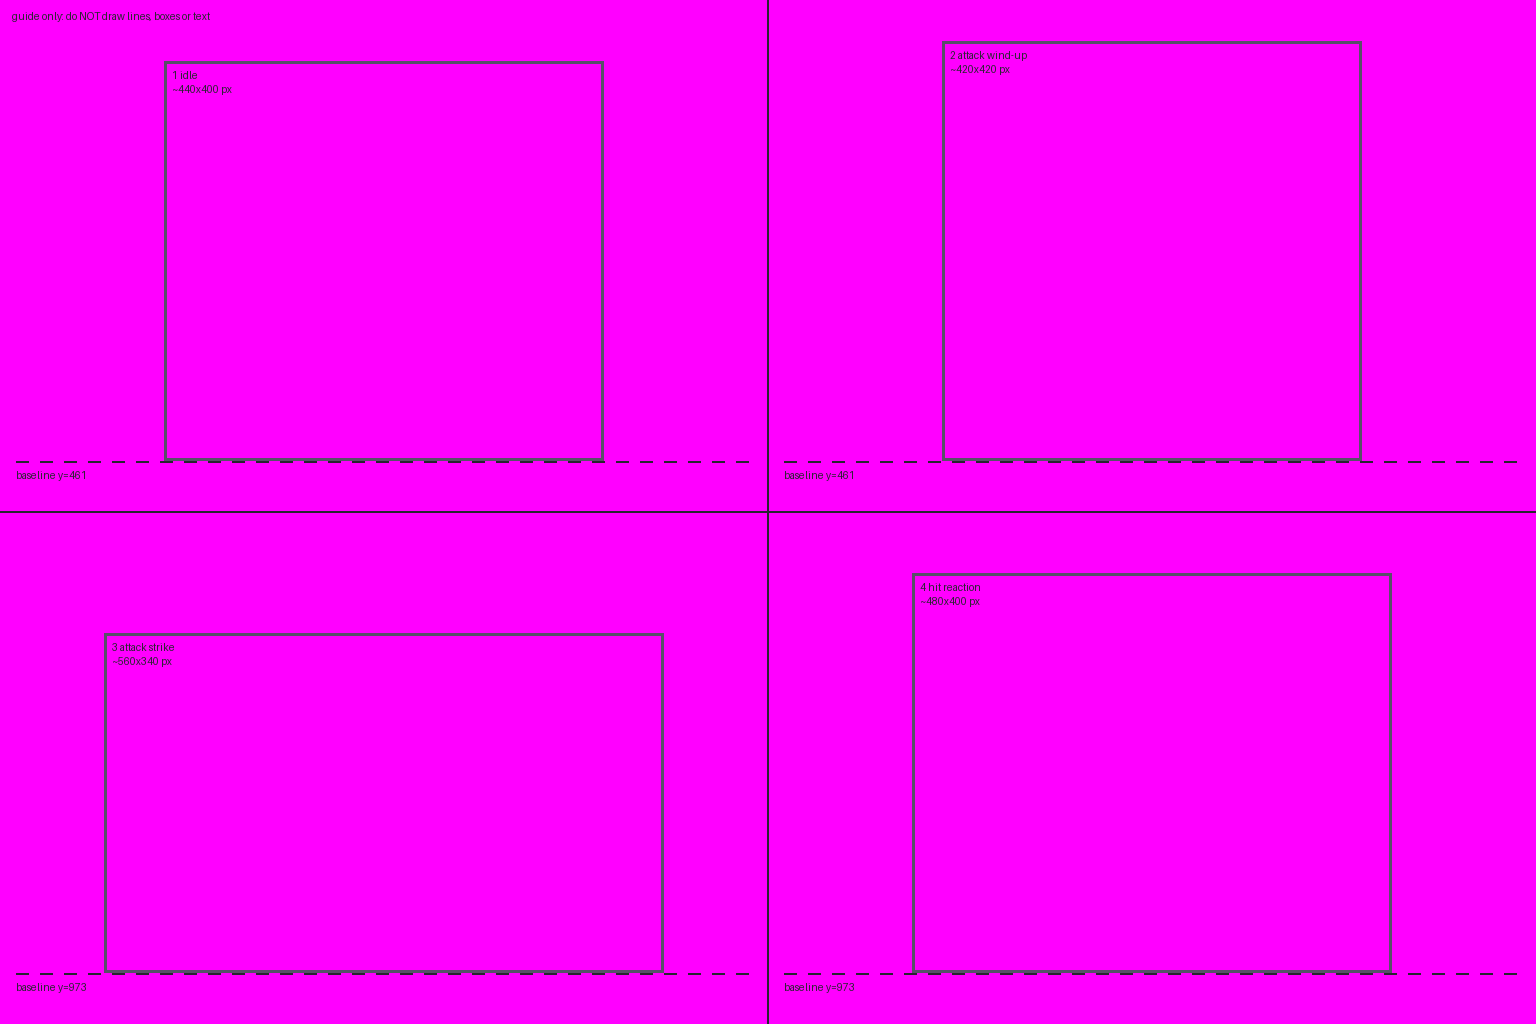 guide only: do NOT draw lines, boxes or text
1 idle
~440x400 px
2 attack wind-up
~420x420 px
baseline y=461
baseline y=461
3 attack strike
~560x340 px
4 hit reaction
~480x400 px
baseline y=973
baseline y=973